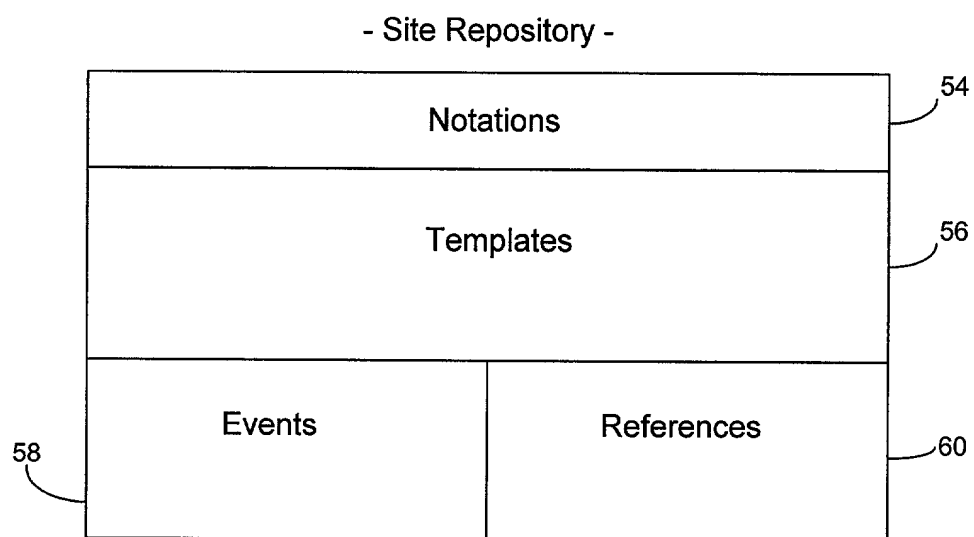 - Site Repository -
54
Notations
56
Templates
Events
References
58
60